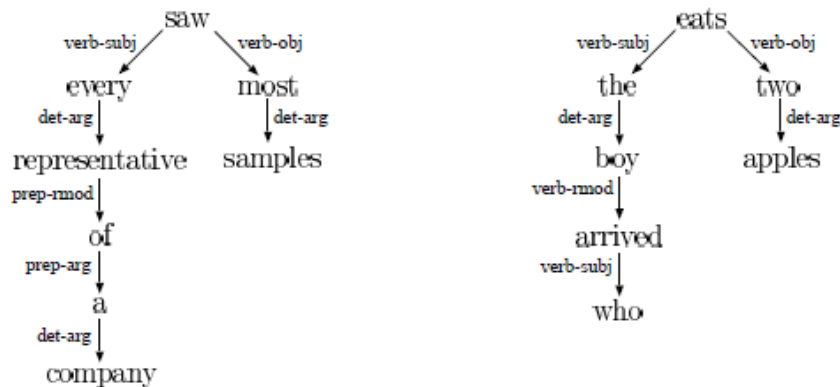 saw eats
verb-subj verb-obj verb-subj verb-obj
every most the two
det-arg det-arg det-arg det-arg
representative samples boy apples
prep-rmod verb-rmod
of arrived
prep-arg verb-subj
a who
det-arg
company